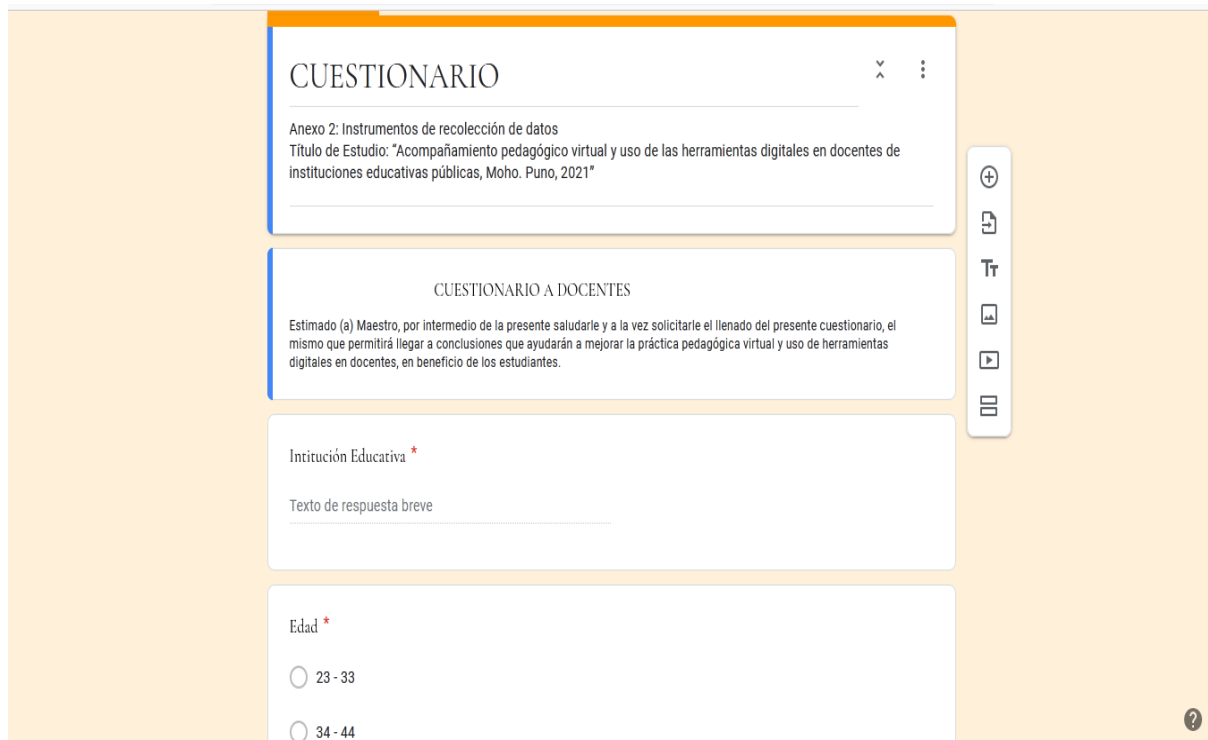 CUESTIONARIO
Anexo 2: Instrumentos de recolección de datos
Título de Estudio: “Acompañamiento pedagógico virtual y uso de las herramientas digitales en docentes de
instituciones educativas públicas, Moho. Puno, 2021”
CUESTIONARIO A DOCENTES
Estimado (a) Maestro, por intermedio de la presente saludarle y a la vez solicitarle el llenado del presente cuestionario, el
mismo que permitirá llegar a conclusiones que ayudarán a mejorar la práctica pedagógica virtual y uso de herramientas
digitales en docentes, en beneficio de los estudiantes.
Intitución Educativa *
Texto de respuesta breve
Edad *
23 - 33
34 - 44